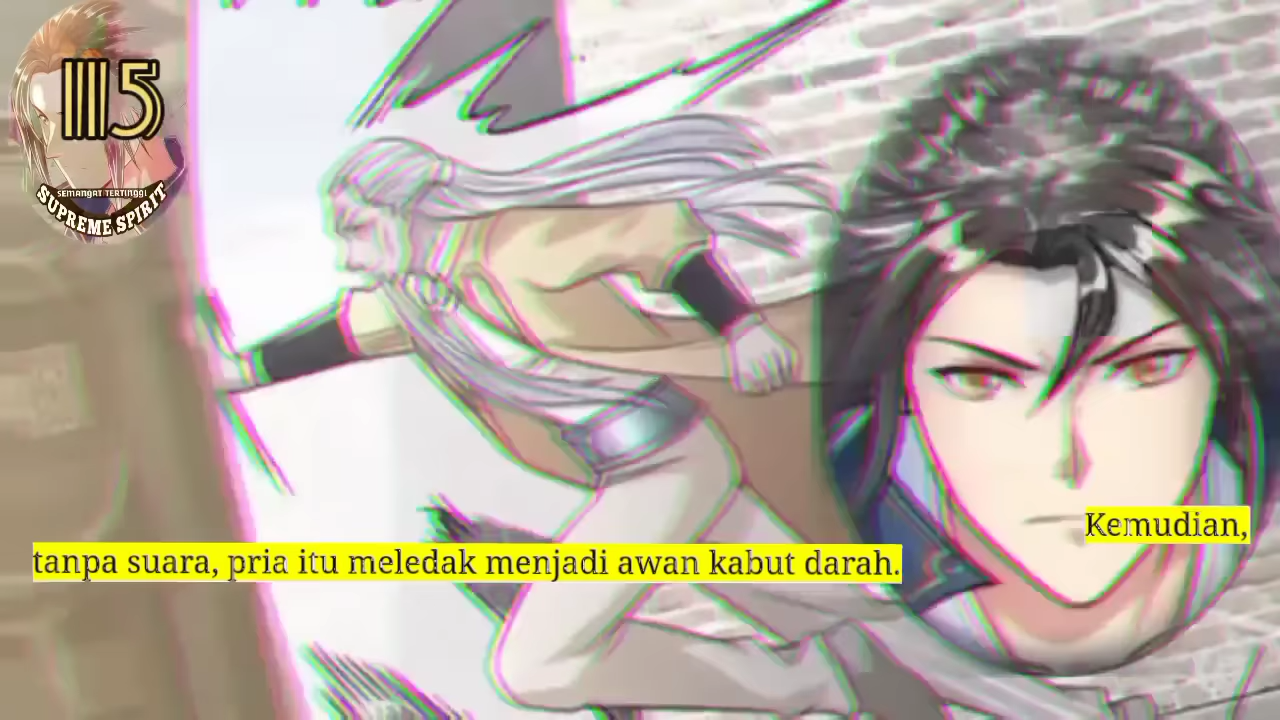 115
SEMANGAT TERTINGGI
SUPREME SPIRIT
Kemudian,
tanpa suara, pria itu meledak menjadi awan kabut darah.